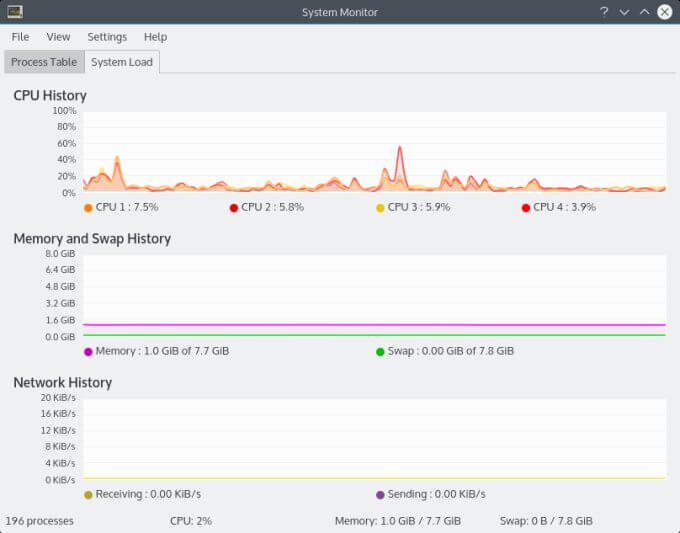 System Monitor
File View Settings Help
Process Table System Load
CPU History
100%
80%
60%
40%
20%
0%
CPU 1 : 7.5% CPU 2 : 5.8% CPU 3 : 5.9% CPU 4 : 3.9%
Memory and Swap History
8.0 GiB
6.4 GiB
4.8 GiB
3.2 GiB
1.6 GiB
0.0 GiB
Memory : 1.0 GiB of 7.7 GiB Swap : 0.00 GiB of 7.8 GiB
Network History
20 KiB/s
16 KiB/s
12 KiB/s
8 KiB/s
4 KiB/s
0 KiB/s
Receiving : 0.00 KiB/s Sending : 0.00 KiB/s
196 processes CPU: 2% Memory: 1.0 GiB / 7.7 GiB Swap: 0 B / 7.8 GiB